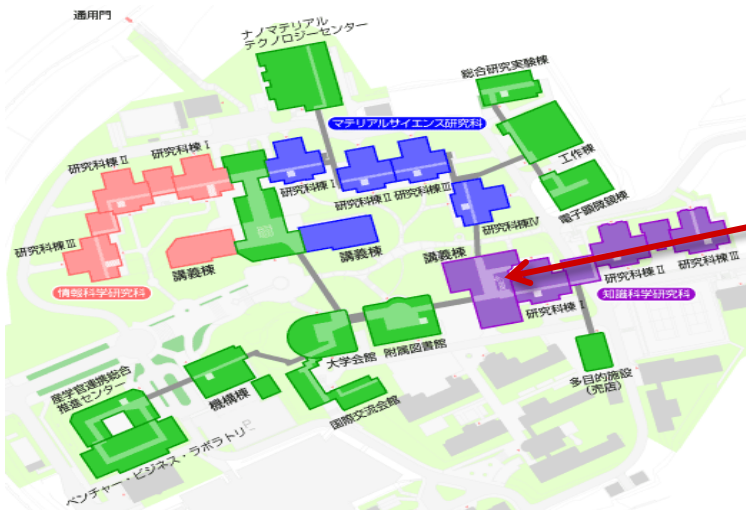 通用門
ナノマテリアル
テクノロジーセンター
総合研究実験棟
マテリアルサイエンス研究科
研究科棟Ⅱ
研究科棟Ⅰ
研究科棟Ⅰ
研究科棟Ⅱ
研究科棟Ⅲ
工作棟
電子顕微鏡棟
研究科棟Ⅳ
研究科棟Ⅲ
講義棟
講義棟
講義棟
研究科棟Ⅰ
研究科棟Ⅱ
研究科棟Ⅲ
情報科学研究科
知識科学研究科
大学会館
附属図書館
多目的施設
(売店)
産学官連携総合
推進センター
機構棟
国際交流会館
ベンチャー・ビジネス・ラボラトリー
P